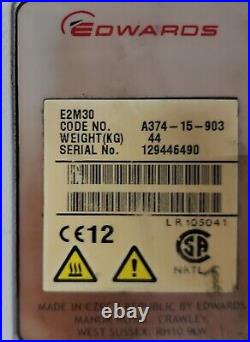 EDWARDS
E2M30
CODE NO. A374-15-903
WEIGHT(KG) 44
SERIAL No. 129446490
LR105041
CE12
SA
NRTL/C
MADE IN CZECH REPUBLIC BY EDWARDS
CRAWLEY,
WEST SUSSEX, RH10 9LW